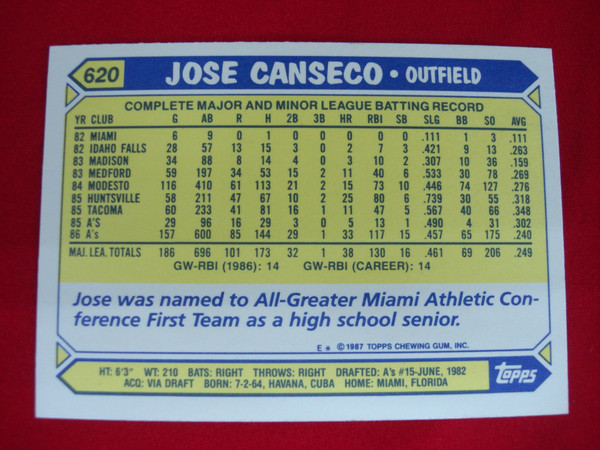 620 JOSE CANSECO • OUTFIELD
COMPLETE MAJOR AND MINOR LEAGUE BATTING RECORD
YR CLUB G AB R H 2B 3B HR RBI SB SLG BB SO AVG
82 MIAMI 6 9 0 1 0 0 0 0 0 .111 1 3 .111
82 IDAHO FALLS 28 57 13 15 3 0 2 7 3 .421 9 13 .263
83 MADISON 34 88 8 14 4 0 3 10 2 .307 10 36 .159
83 MEDFORD 59 197 34 53 15 2 11 40 6 .533 30 78 .269
84 MODESTO 116 410 61 113 21 2 15 73 10 .446 74 127 .276
85 HUNTSVILLE 58 211 47 67 10 2 25 80 6 .739 30 55 .318
85 TACOMA 60 233 41 81 16 1 11 47 5 .567 40 66 .348
85 A'S 29 96 16 29 3 0 5 13 1 .490 4 31 .302
86 A's 157 600 85 144 29 1 33 117 15 .457 65 175 .240
MAJ. LEA. TOTALS 186 696 101 173 32 1 38 130 16 .461 69 206 .249
GW-RBI (1986): 14 GW-RBI (CAREER): 14
Jose was named to All-Greater Miami Athletic Con-
ference First Team as a high school senior.
E * © 1987 TOPPS CHEWING GUM, INC.
HT: 6'3" WT: 210 BATS: RIGHT THROWS: RIGHT DRAFTED: A's #15-JUNE, 1982
ACQ: VIA DRAFT BORN: 7-2-64, HAVANA, CUBA HOME: MIAMI, FLORIDA
topps